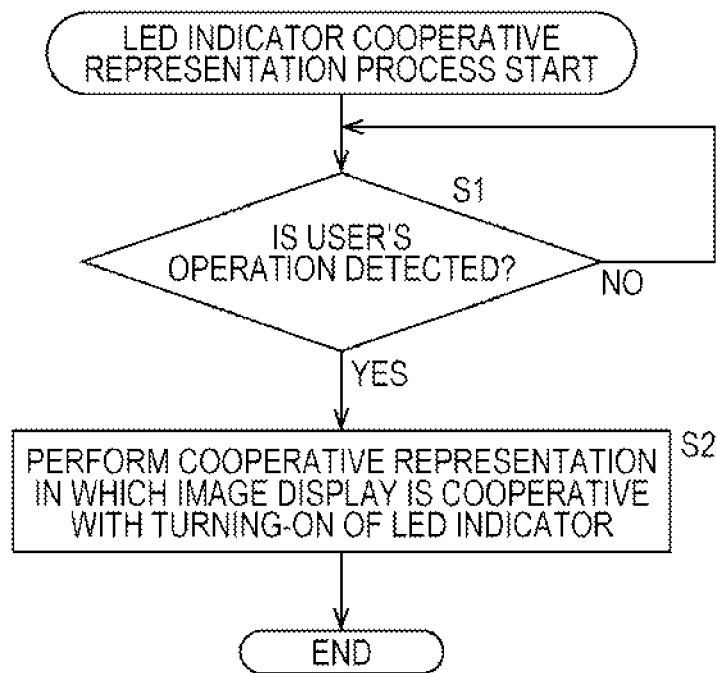 LED INDICATOR COOPERATIVE
REPRESENTATION PROCESS START
S1
IS USER'S
OPERATION DETECTED?
NO
YES
S2
PERFORM COOPERATIVE REPRESENTATION
IN WHICH IMAGE DISPLAY IS COOPERATIVE
WITH TURNING-ON OF LED INDICATOR
END